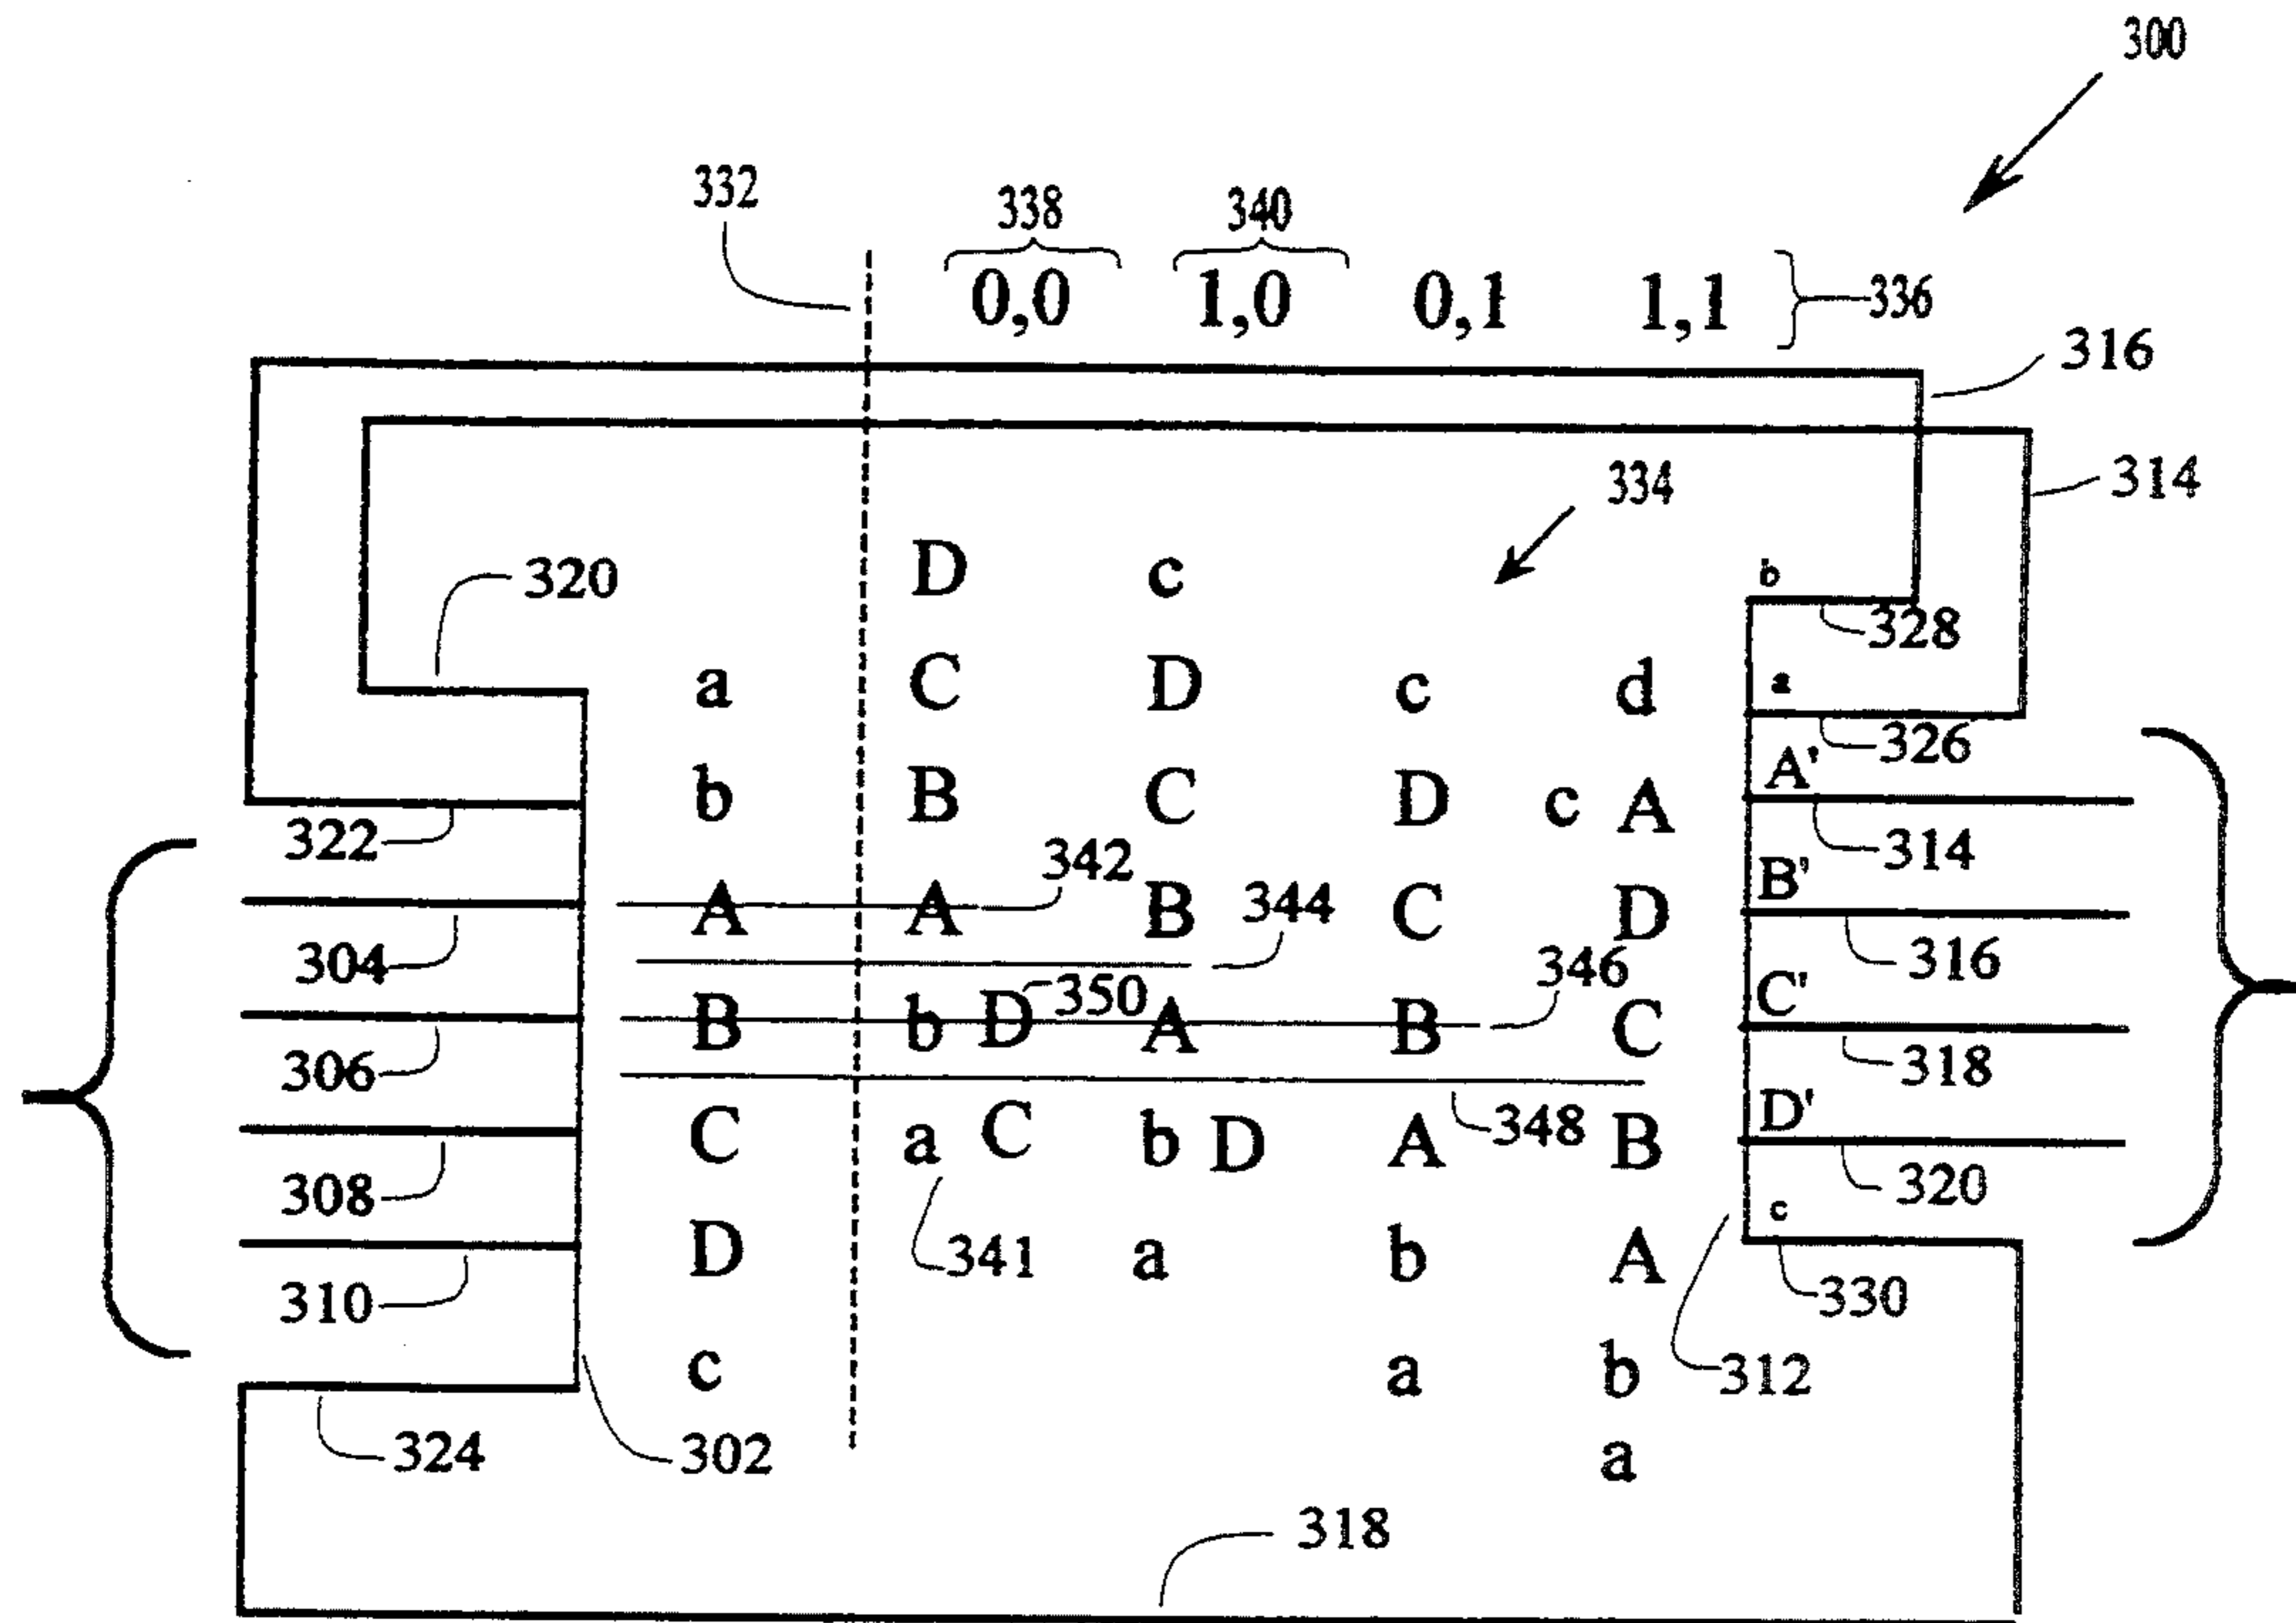 300
332 338 340
0,0 1,0 0,1 1,1 336
316
314
334
320 D c b
328
a C D c d a
326
b B C D c A A'
322 342 314
A A B C D B'
304 344 346 316
B b D 350 A B C C'
306 318
C a C b D A 348 B D'
308 320
D 341 a b A c
310 330
c a b 312
324 302 a
318